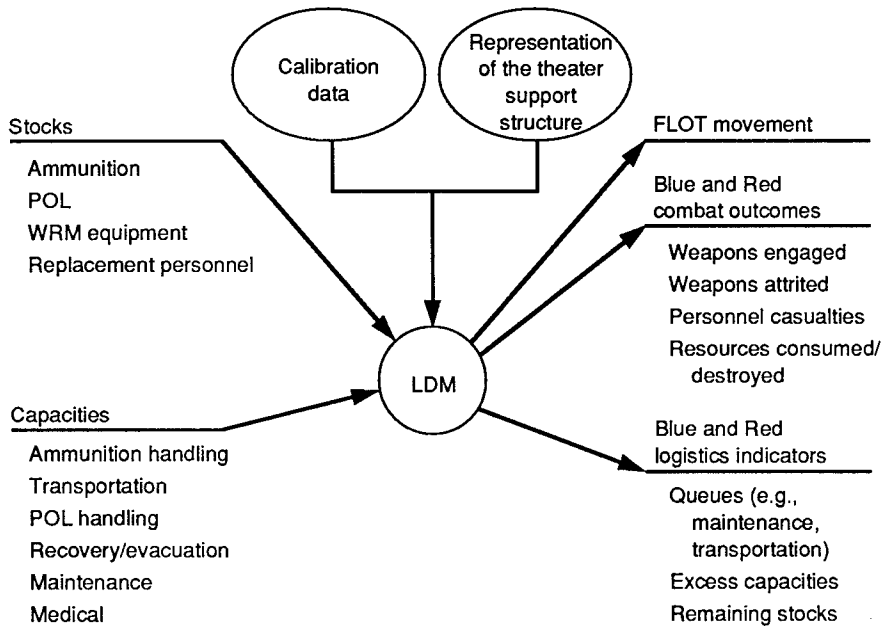 Calibration
data
Representation
of the theater
support
structure
Stocks
Ammunition
POL
WRM equipment
Replacement personnel
Capacities
Ammunition handling
Transportation
POL handling
Recovery/evacuation
Maintenance
Medical
LDM
FLOT movement
Blue and Red
combat outcomes
Weapons engaged
Weapons attrited
Personnel casualties
Resources consumed/
destroyed
Blue and Red
logistics indicators
Queues (e.g.,
maintenance,
transportation)
Excess capacities
Remaining stocks